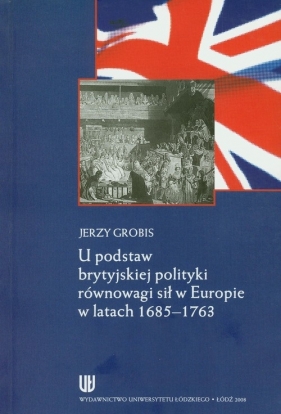 JERZY GROBIS
U podstaw
brytyjskiej polityki
równowagi sił w Europie
w latach 1685–1763
WYDAWNICTWO UNIWERSYTETU ŁÓDZKIEGO • ŁÓDŹ 2008